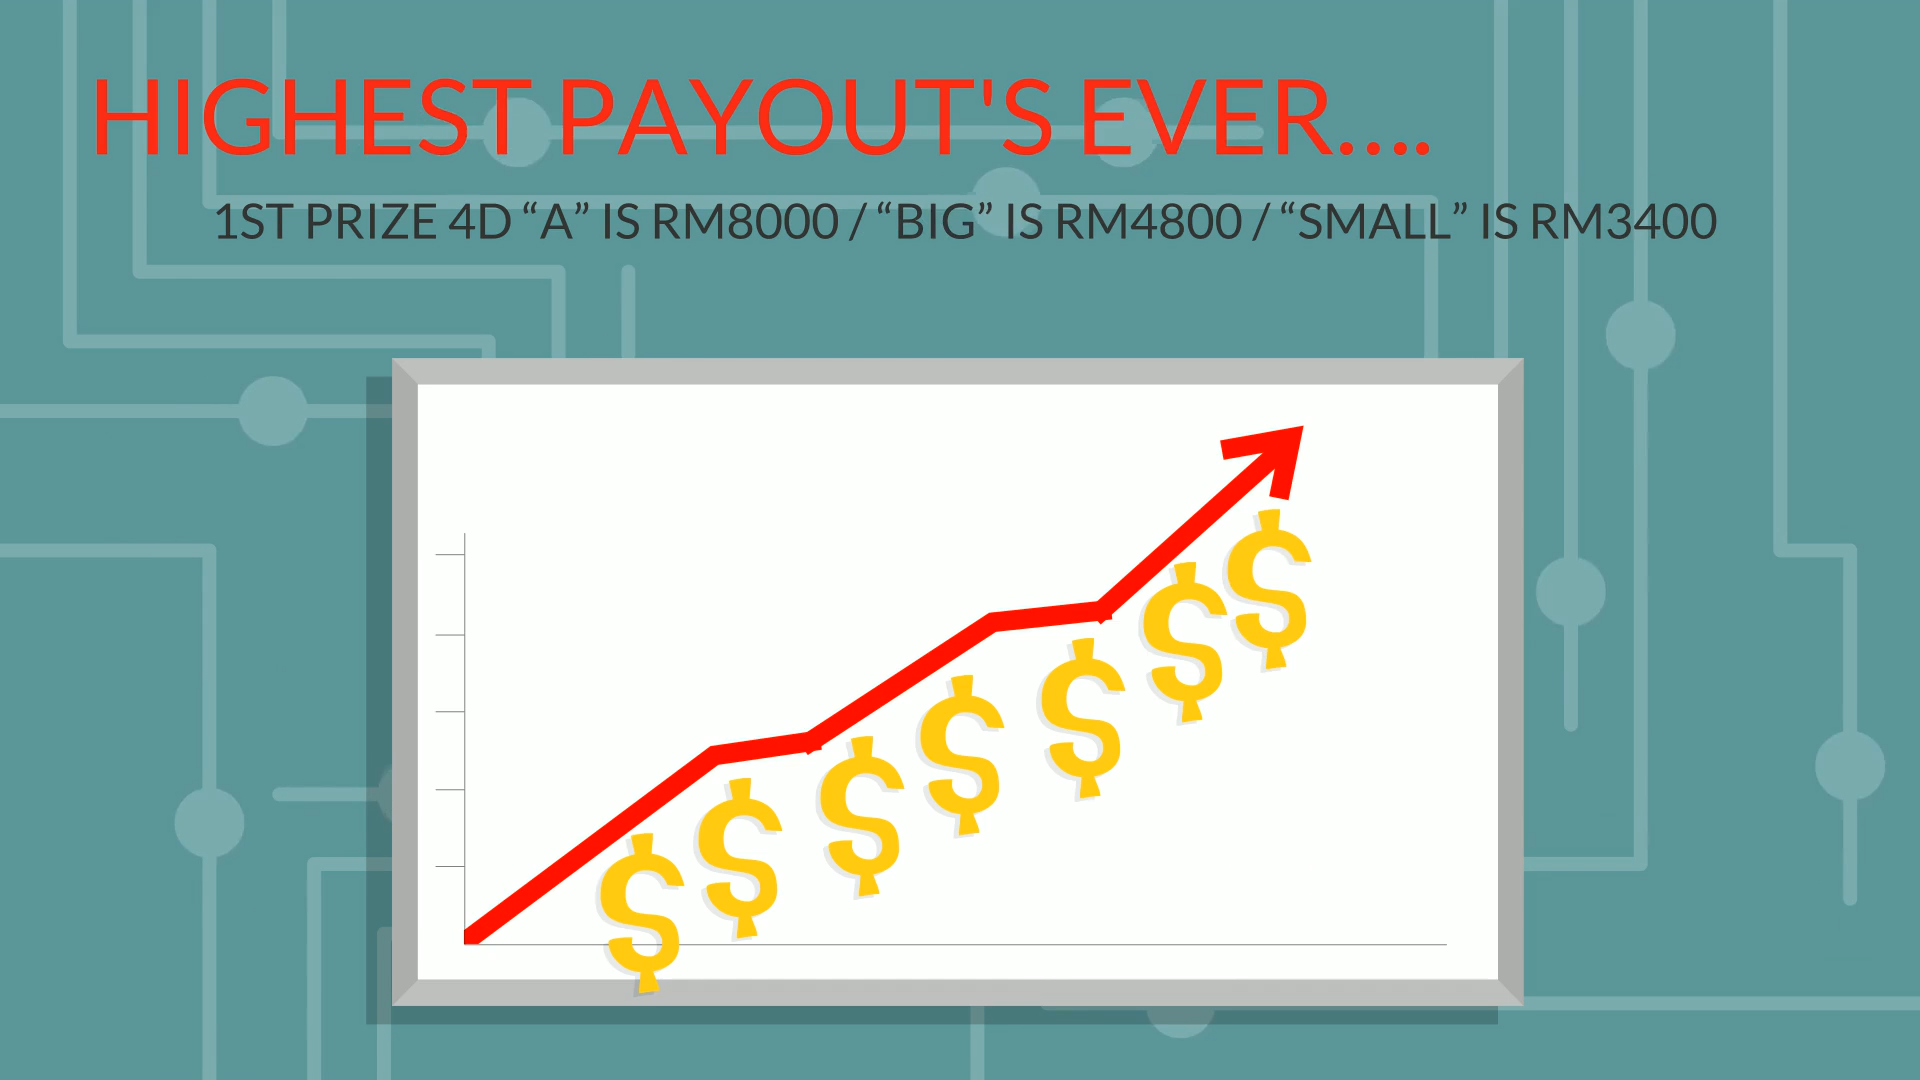 HIGHEST PAYOUT'S EVER....
1ST PRIZE 4D “A” IS RM8000 / “BIG” IS RM4800 / “SMALL” IS RM3400
$ $ $ $ $ $ $